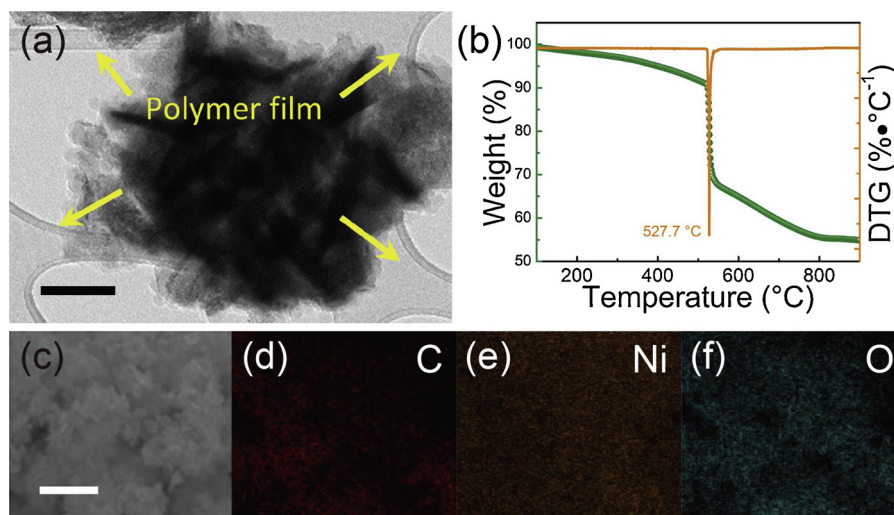 (a)
Polymer film
(b)
Weight (%)
100
90
80
70
60
50
527.7 °C
200
400
600
800
Temperature (°C)
DTG (%•°C⁻¹)
(c)
(d)
C
(e)
Ni
(f)
O